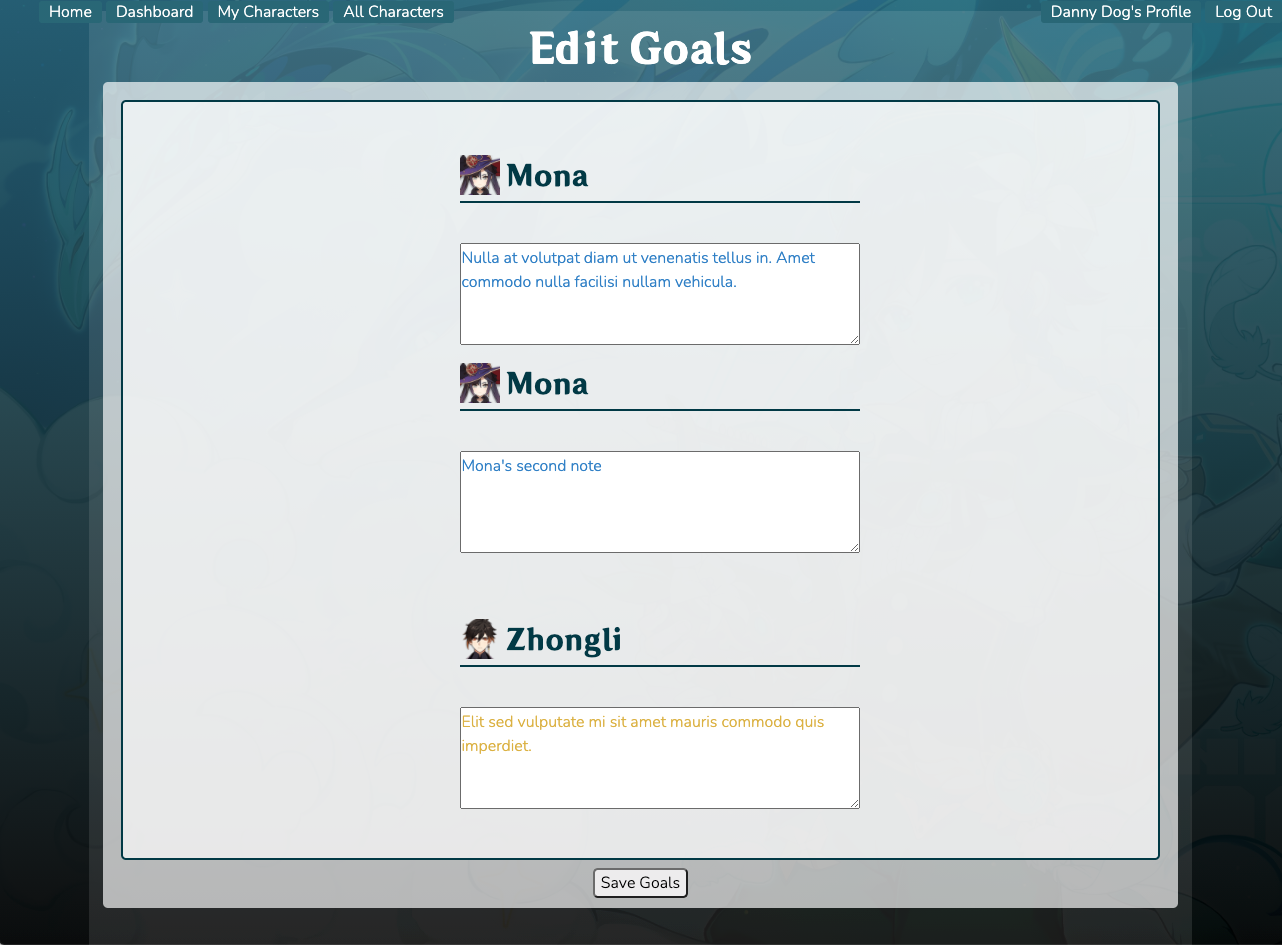 Home Dashboard My Characters All Characters Danny Dog's Profile Log Out
Edit Goals
Mona
Nulla at volutpat diam ut venenatis tellus in. Amet
commodo nulla facilisi nullam vehicula.
Mona
Mona's second note
Zhongli
Elit sed vulputate mi sit amet mauris commodo quis
imperdiet.
Save Goals